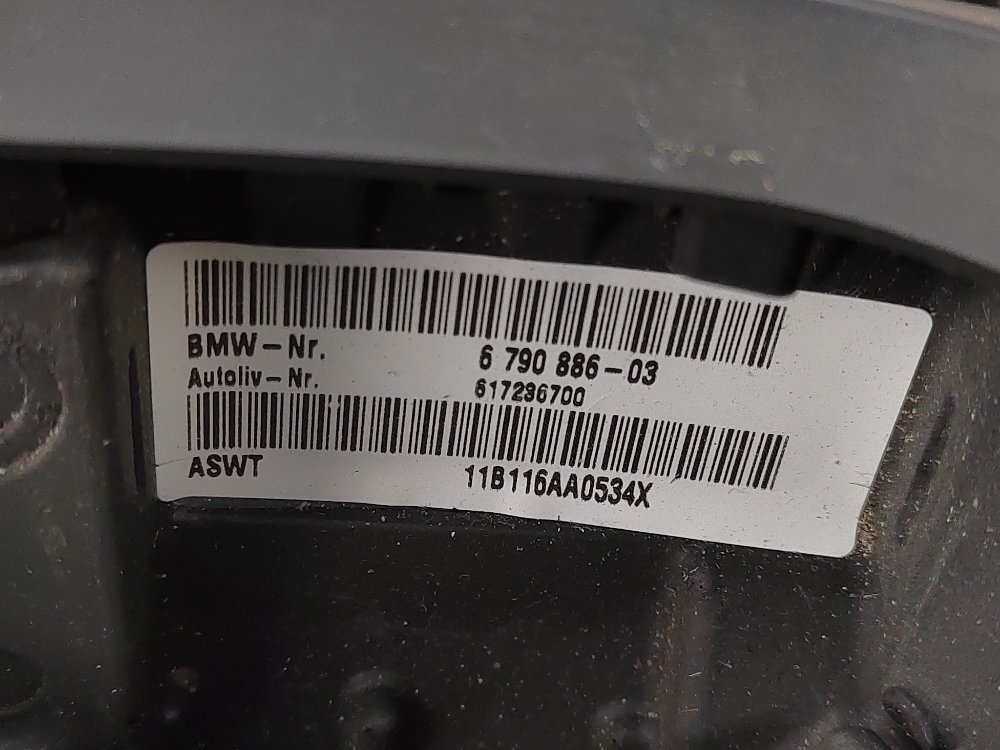 BMW-Nr. 6 790 886-03
Autoliv-Nr. 617236700
ASWT 11B116AA0534X